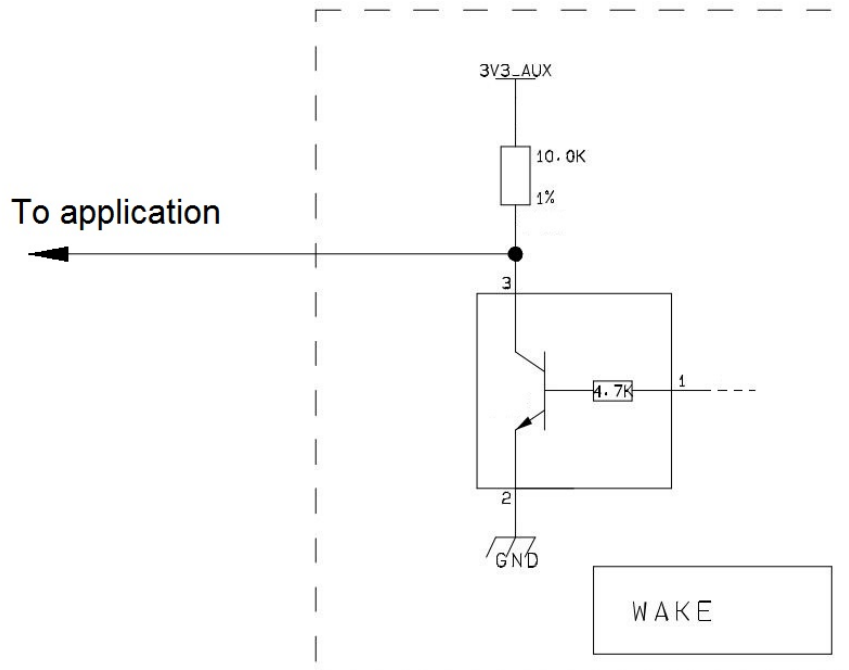 3V3_AUX
10.0K
1%
To application
3
4.7K
1
2
GND
WAKE